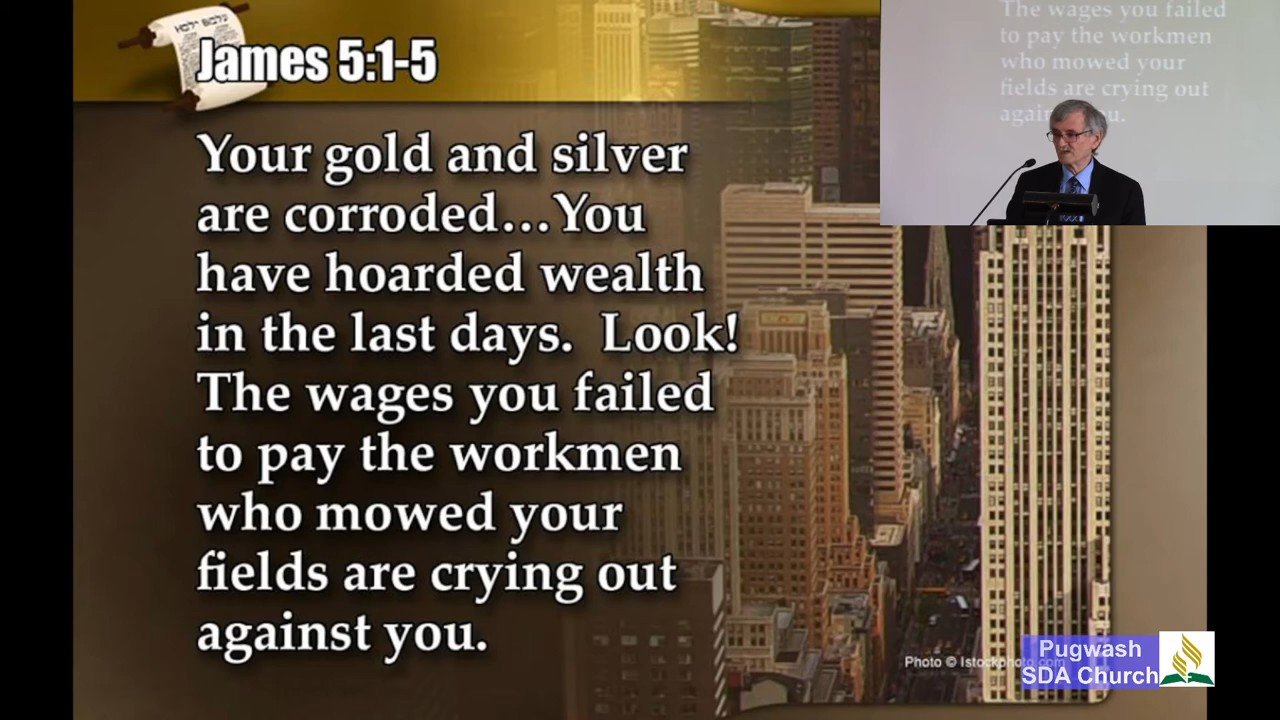 James 5:1-5
Your gold and silver
are corroded...You
have hoarded wealth
in the last days.  Look!
The wages you failed
to pay the workmen
who mowed your
fields are crying out
against you.
The wages you failed
to pay the workmen
who mowed your
fields are crying out
Photo © Istockphoto.com
Pugwash
SDA Church